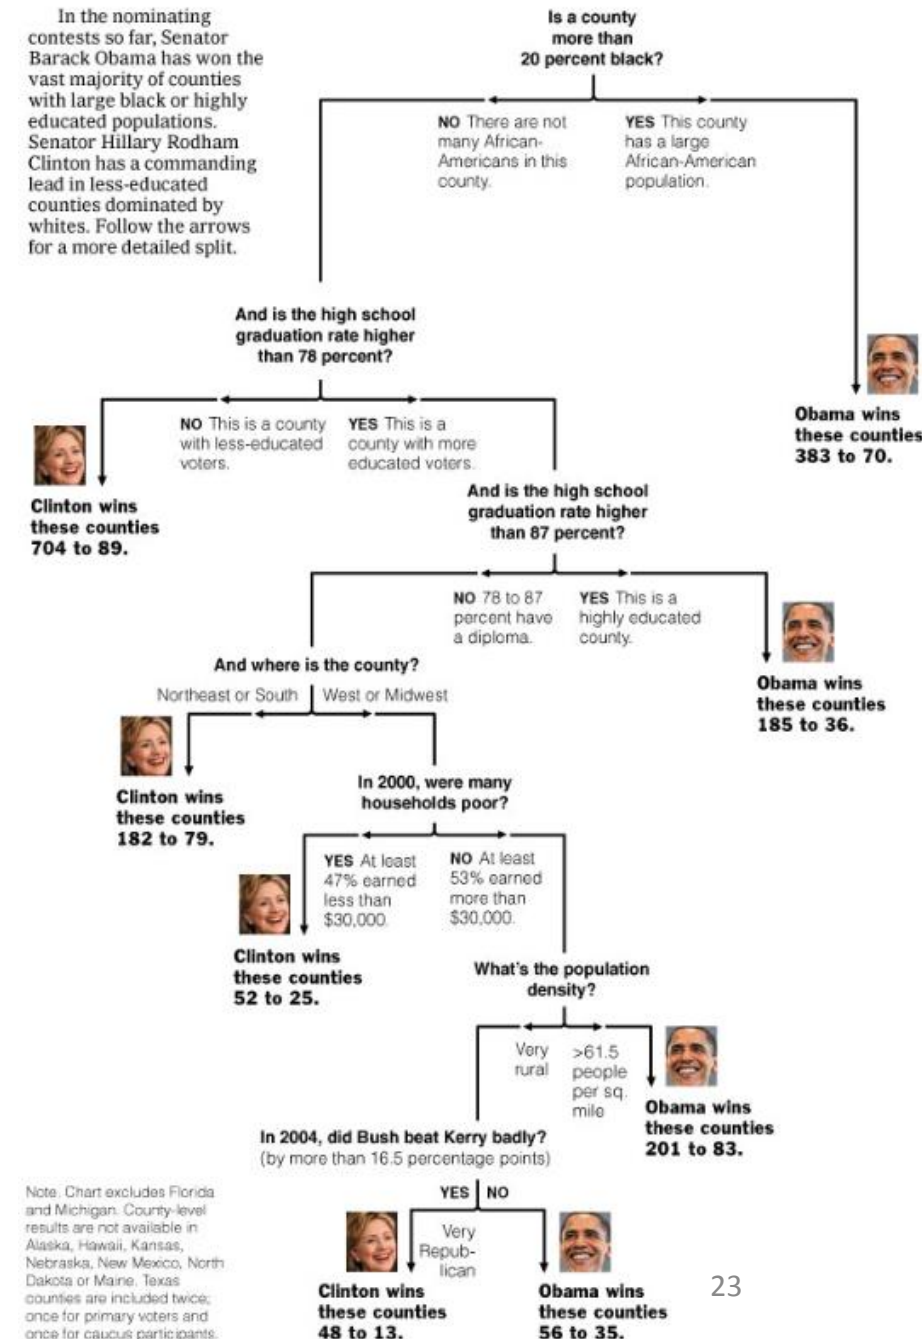 In the nominating
contests so far, Senator
Barack Obama has won the
vast majority of counties
with large black or highly
educated populations.
Senator Hillary Rodham
Clinton has a commanding
lead in less-educated
counties dominated by
whites. Follow the arrows
for a more detailed split.
Is a county
more than
20 percent black?
NO There are not
many African-
Americans in this
county.
YES This county
has a large
African-American
population.
And is the high school
graduation rate higher
than 78 percent?
Obama wins
these counties
383 to 70.
NO This is a county
with less-educated
voters.
YES This is a
county with more
educated voters.
Clinton wins
these counties
704 to 89.
And is the high school
graduation rate higher
than 87 percent?
NO 78 to 87
percent have
a diploma.
YES This is a
highly educated
county.
Obama wins
these counties
185 to 36.
And where is the county?
Northeast or South
West or Midwest
Clinton wins
these counties
182 to 79.
In 2000, were many
households poor?
YES At least
47% earned
less than
$30,000.
NO At least
53% earned
more than
$30,000.
Clinton wins
these counties
52 to 25.
What's the population
density?
Very
rural
>61.5
people
per sq.
mile
Obama wins
these counties
201 to 83.
In 2004, did Bush beat Kerry badly?
(by more than 16.5 percentage points)
YES
NO
Very
Repub-
lican
Clinton wins
these counties
48 to 13.
Obama wins
these counties
56 to 35.
Note. Chart excludes Florida
and Michigan. County-level
results are not available in
Alaska, Hawaii, Kansas,
Nebraska, New Mexico, North
Dakota or Maine. Texas
counties are included twice;
once for primary voters and
once for caucus participants.
23